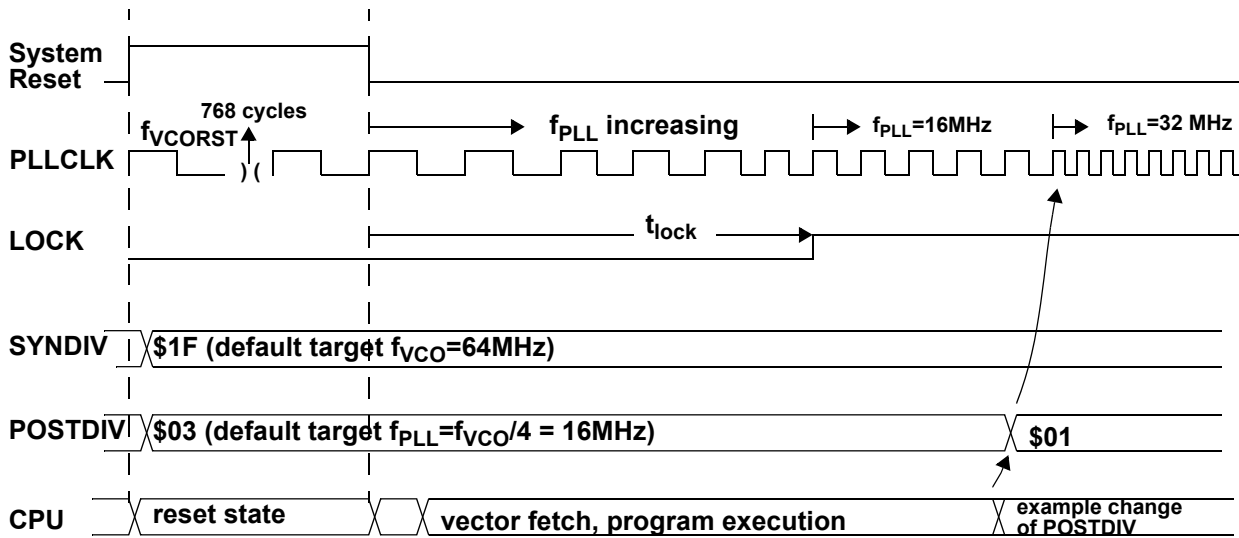 System
Reset
768 cycles
fVCORST
fPLL increasing
fPLL=16MHz
fPLL=32 MHz
PLLCLK
) (
LOCK
tlock
SYNDIV
$1F (default target fVCO=64MHz)
POSTDIV
$03 (default target fPLL=fVCO/4 = 16MHz)
$01
CPU
reset state
vector fetch, program execution
example change
of POSTDIV